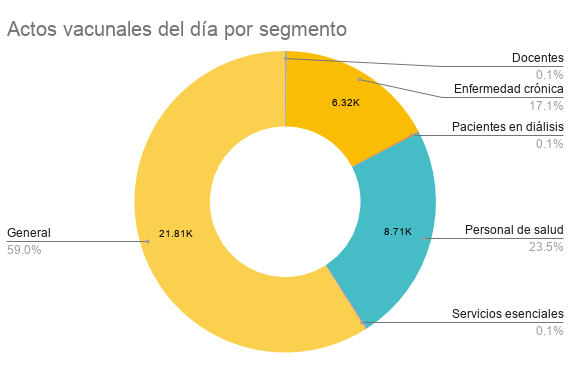 Actos vacunales del día por segmento
Docentes
0.1%
Enfermedad crónica
17.1%
6.32K
Pacientes en diálisis
0.1%
General
59.0%
21.81K
8.71K
Personal de salud
23.5%
Servicios esenciales
0.1%